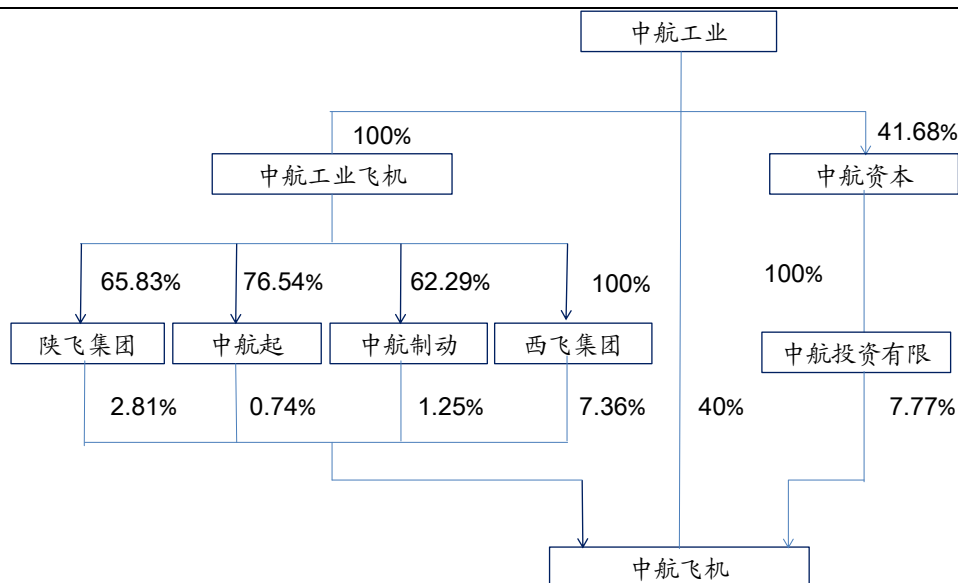 中航工业
100%
41.68%
中航工业飞机
中航资本
65.83%
76.54%
62.29%
100%
100%
陕飞集团
中航起
中航制动
西飞集团
中航投资有限
2.81%
0.74%
1.25%
7.36%
40%
7.77%
中航飞机